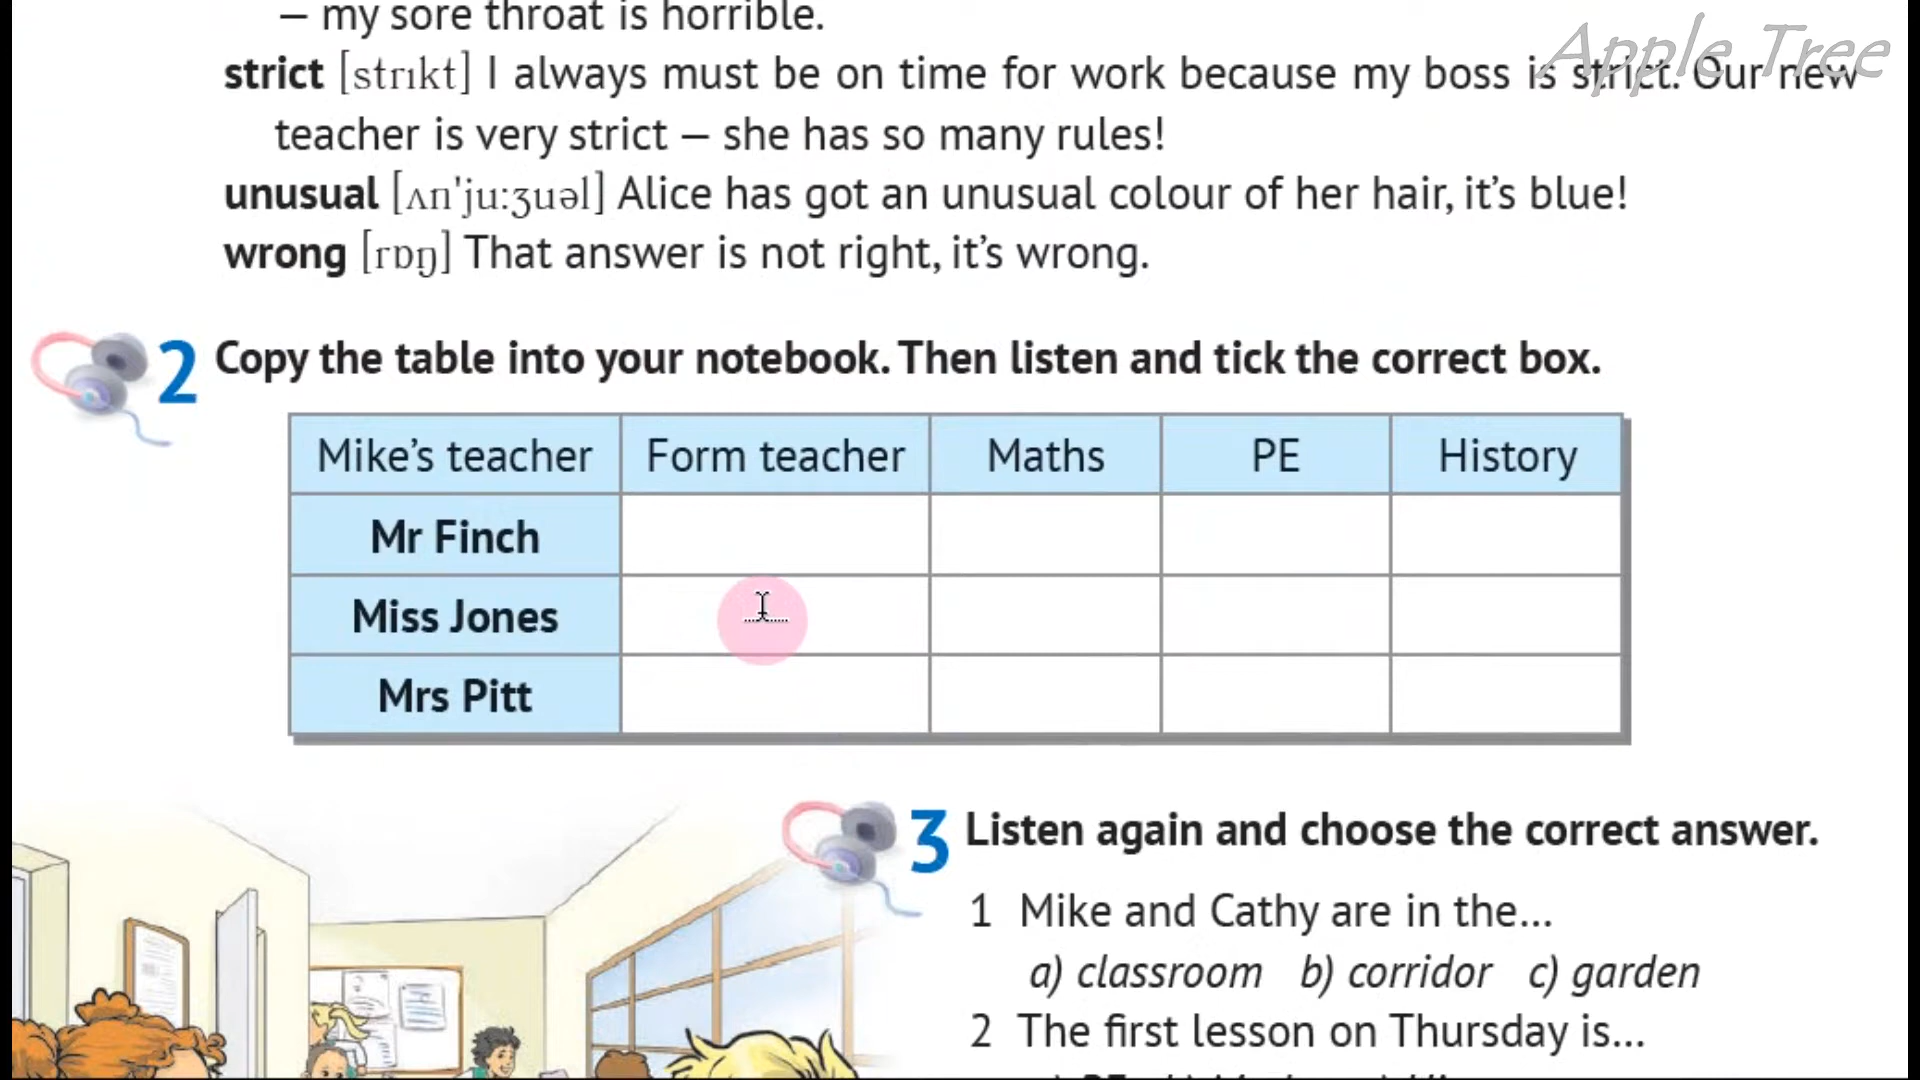 — my sore throat is horrible.
Apple Tree
strict [strɪkt] I always must be on time for work because my boss is strict. Our new
teacher is very strict — she has so many rules!
unusual [ʌn'ju:ʒuəl] Alice has got an unusual colour of her hair, it’s blue!
wrong [rɒŋ] That answer is not right, it’s wrong.
2 Copy the table into your notebook. Then listen and tick the correct box.
Mike’s teacher Form teacher Maths PE History
Mr Finch
Miss Jones
Mrs Pitt
3 Listen again and choose the correct answer.
1 Mike and Cathy are in the...
a) classroom b) corridor c) garden
2 The first lesson on Thursday is...